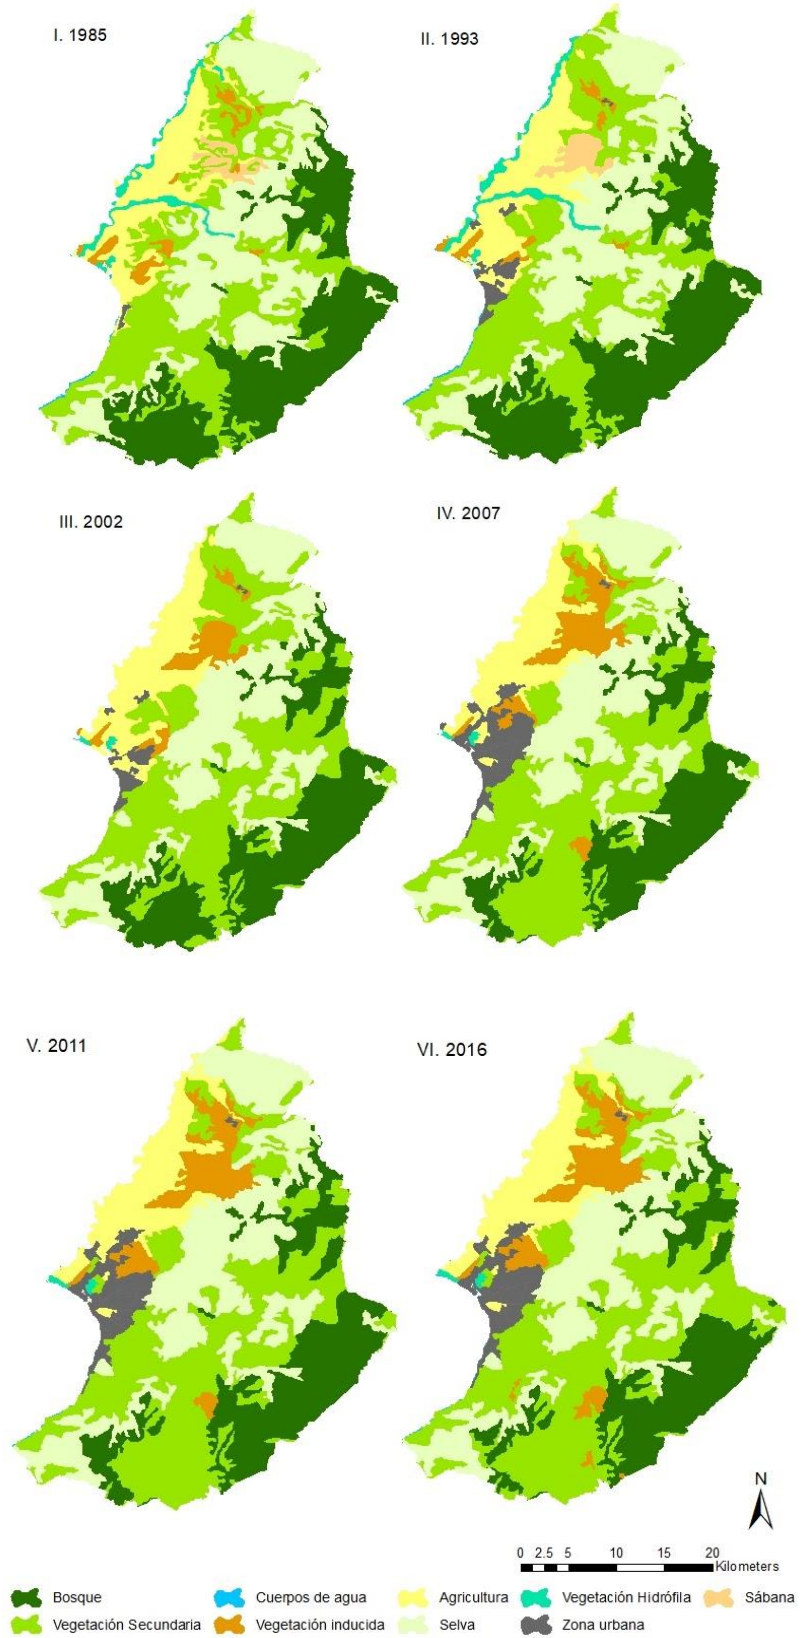 I. 1985
II. 1993
III. 2002
IV. 2007
V. 2011
VI. 2016
N
0 2.5 5 10 15 20
Kilometers
Bosque
Cuerpos de agua
Agricultura
Vegetación Hidrófila
Sábana
Vegetación Secundaria
Vegetación inducida
Selva
Zona urbana